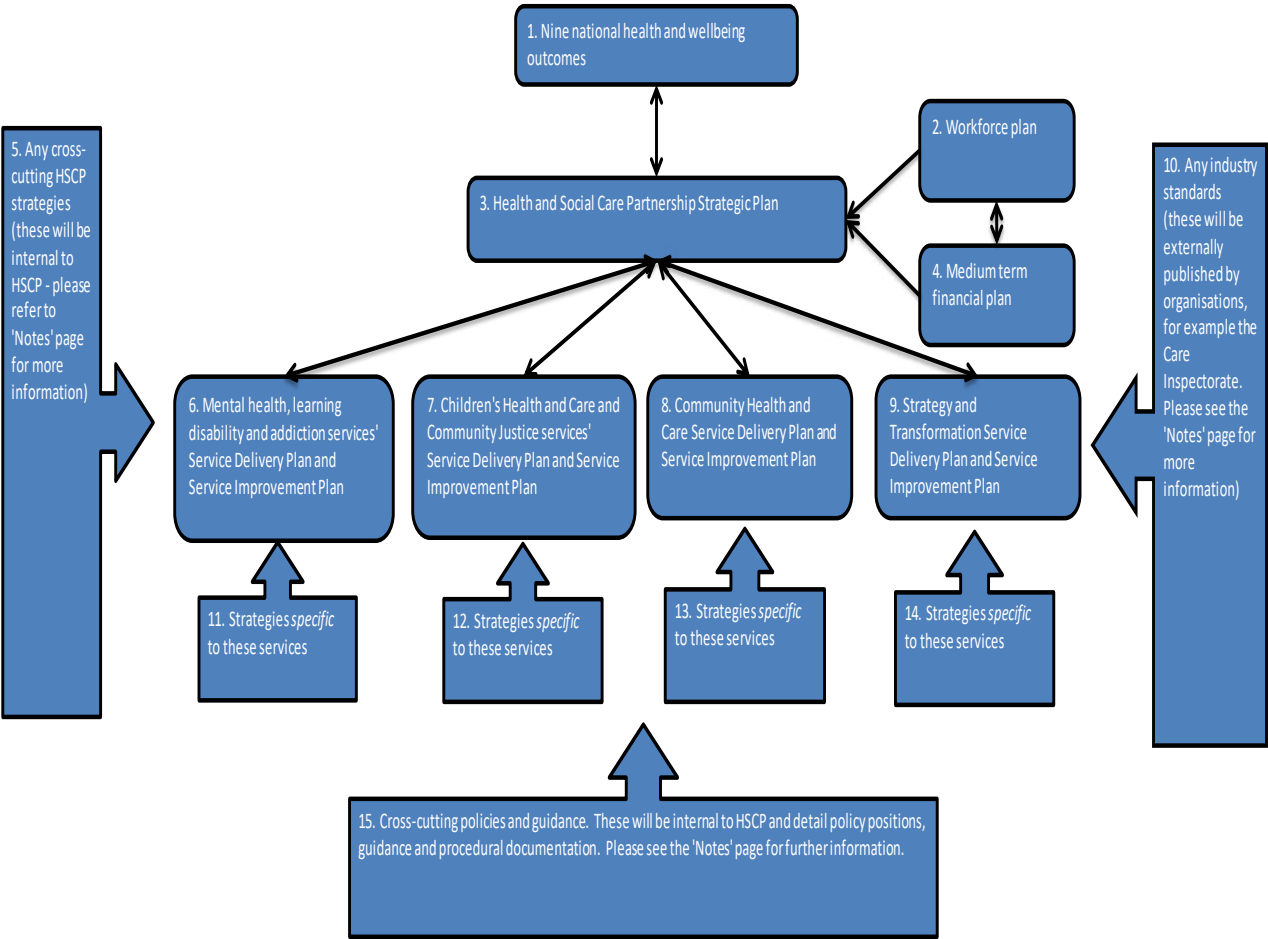 1. Nine national health and wellbeing
outcomes
2. Workforce plan
3. Health and Social Care Partnership Strategic Plan
4. Medium term
financial plan
5. Any cross-
cutting HSCP
strategies
(these will be
internal to
HSCP - please
refer to
'Notes' page
for more
information)
6. Mental health, learning
disability and addiction services'
Service Delivery Plan and
Service Improvement Plan
7. Children's Health and Care and
Community Justice services'
Service Delivery Plan and Service
Improvement Plan
8. Community Health and
Care Service Delivery Plan and
Service Improvement Plan
9. Strategy and
Transformation Service
Delivery Plan and Service
Improvement Plan
10. Any industry
standards
(these will be
externally
published by
organisations,
for example the
Care
Inspectorate.
Please see the
'Notes' page for
more
information)
11. Strategies specific
to these services
12. Strategies specific
to these services
13. Strategies specific
to these services
14. Strategies specific
to these services
15. Cross-cutting policies and guidance. These will be internal to HSCP and detail policy positions,
guidance and procedural documentation. Please see the 'Notes' page for further information.